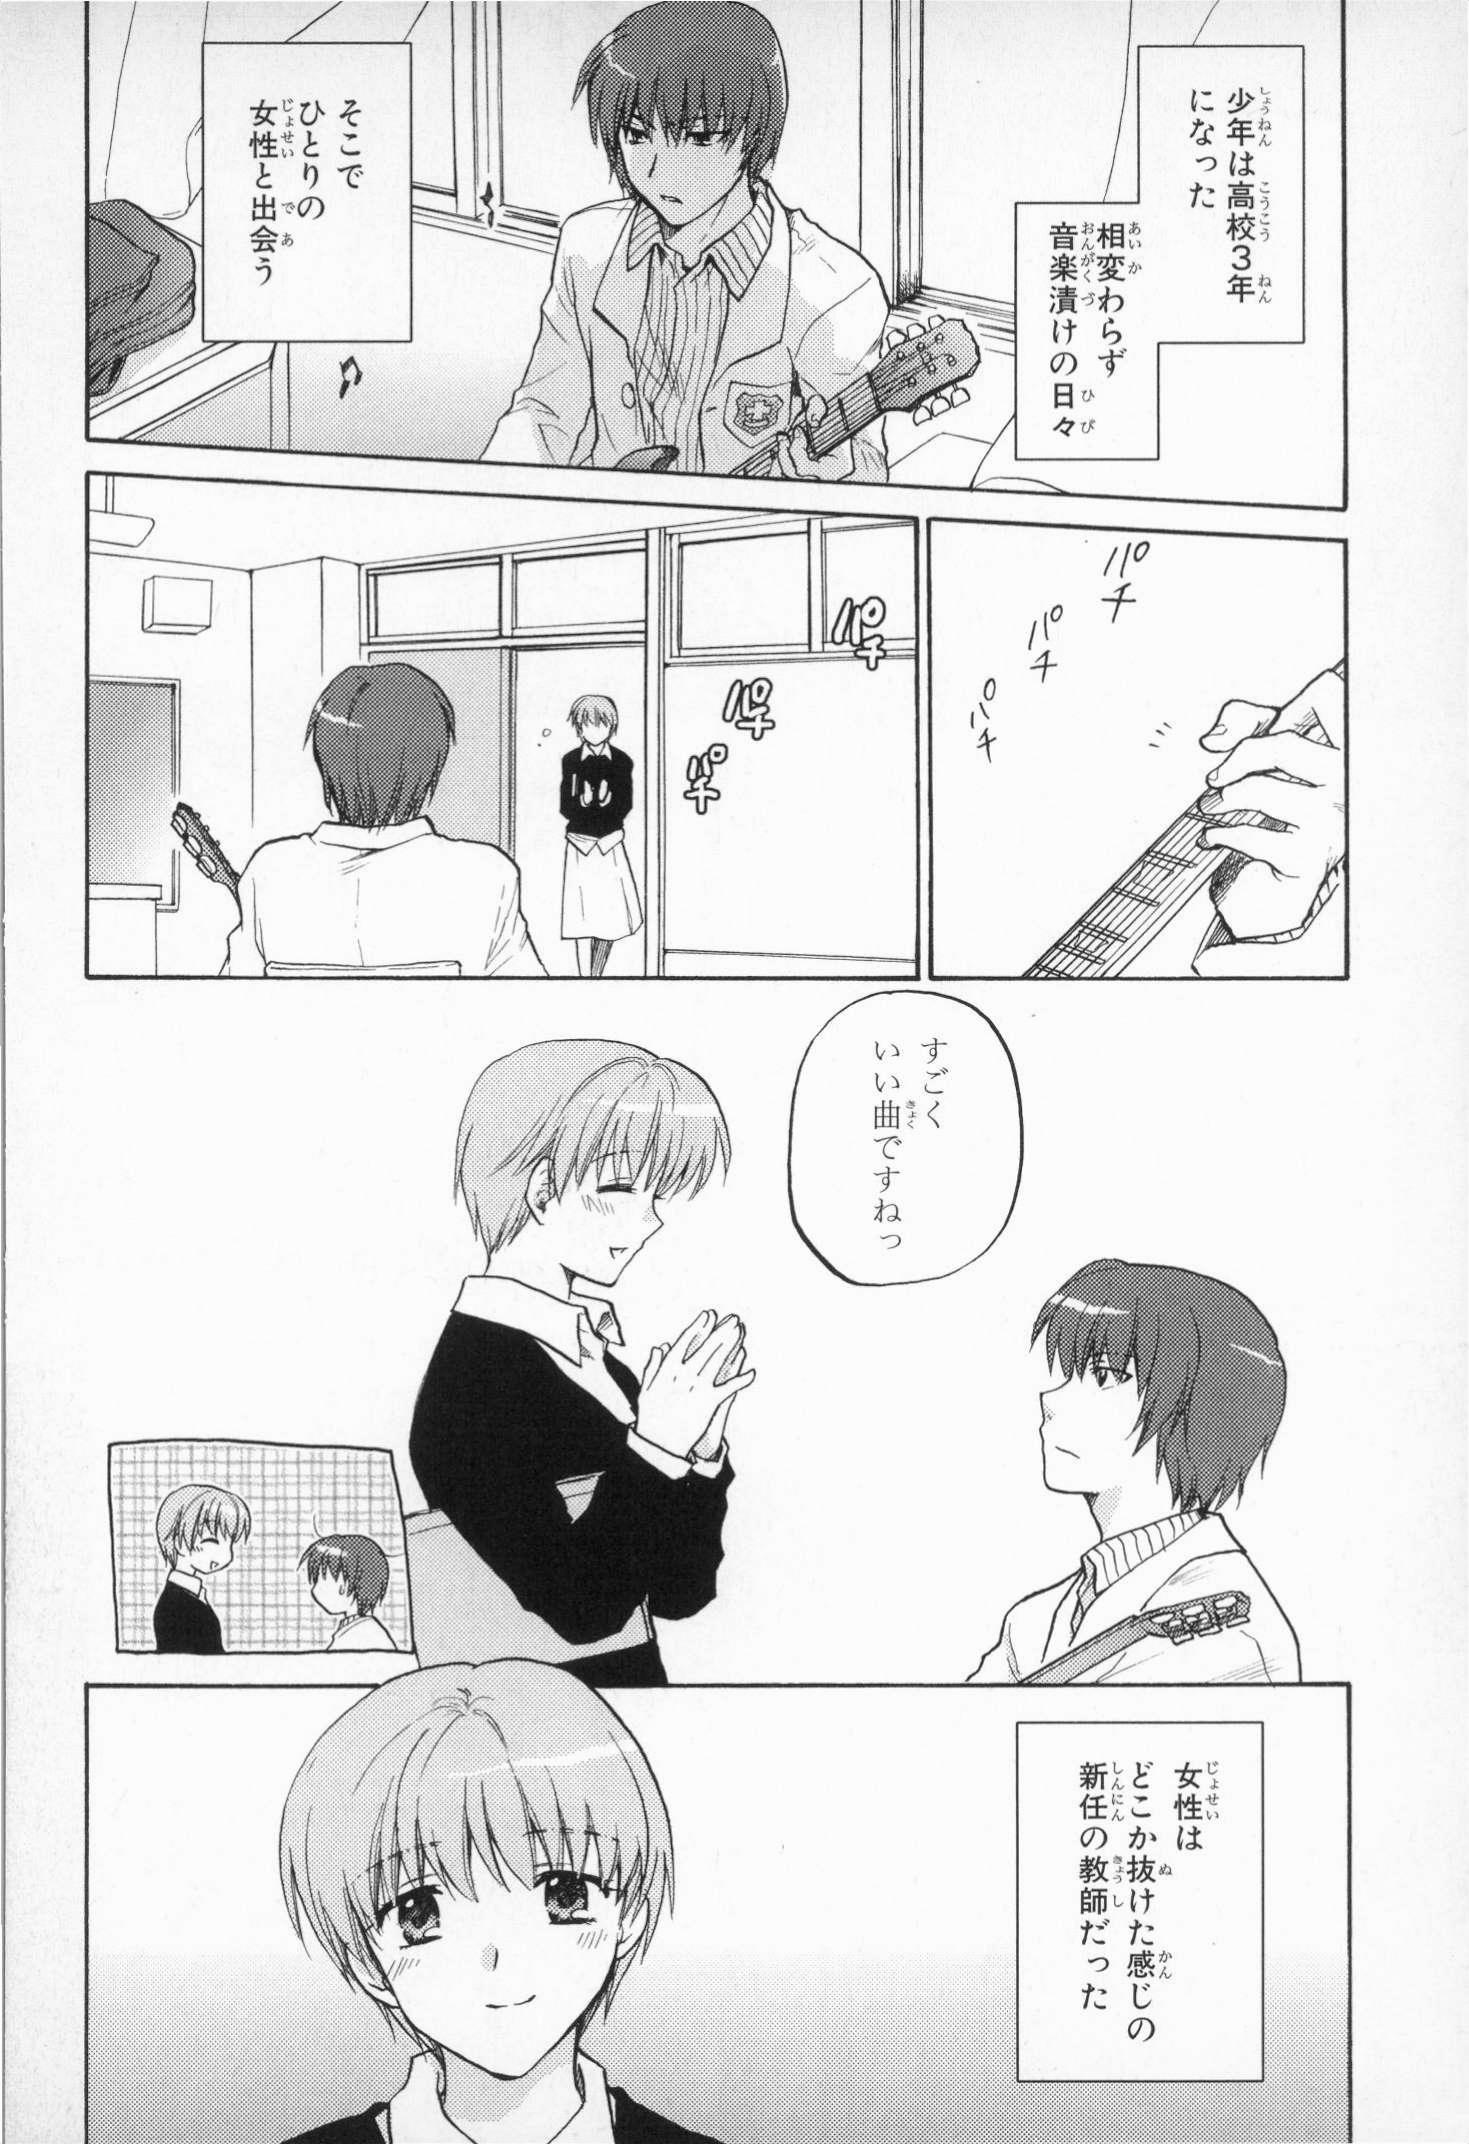 少年は高校3年
になった
相変わらず
音楽漬けの日々
そこで
ひとりの
女性と出会う
パチ
パチ
パチ
パチ
パチ
パチ
すごく
いい曲ですねっ
女性は
どこか抜けた感じの
新任の教師だった